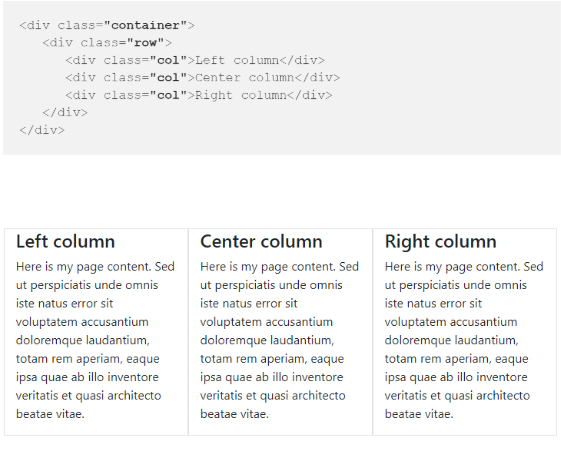 <div class="container">
<div class="row">
<div class="col">Left column</div>
<div class="col">Center column</div>
<div class="col">Right column</div>
</div>
</div>
Left column
Here is my page content. Sed
ut perspiciatis unde omnis
iste natus error sit
voluptatem accusantium
doloremque laudantium,
totam rem aperiam, eaque
ipsa quae ab illo inventore
veritatis et quasi architecto
beatae vitae.
Center column
Here is my page content. Sed
ut perspiciatis unde omnis
iste natus error sit
voluptatem accusantium
doloremque laudantium,
totam rem aperiam, eaque
ipsa quae ab illo inventore
veritatis et quasi architecto
beatae vitae.
Right column
Here is my page content. Sed
ut perspiciatis unde omnis
iste natus error sit
voluptatem accusantium
doloremque laudantium,
totam rem aperiam, eaque
ipsa quae ab illo inventore
veritatis et quasi architecto
beatae vitae.